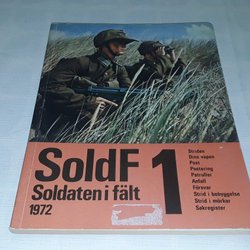 SoldF 1
Soldaten i fält
1972
Striden
Dina vapen
Post
Postering
Patruller
Anfall
Försvar
Strid i bebyggelse
Strid i mörker
Sakregister